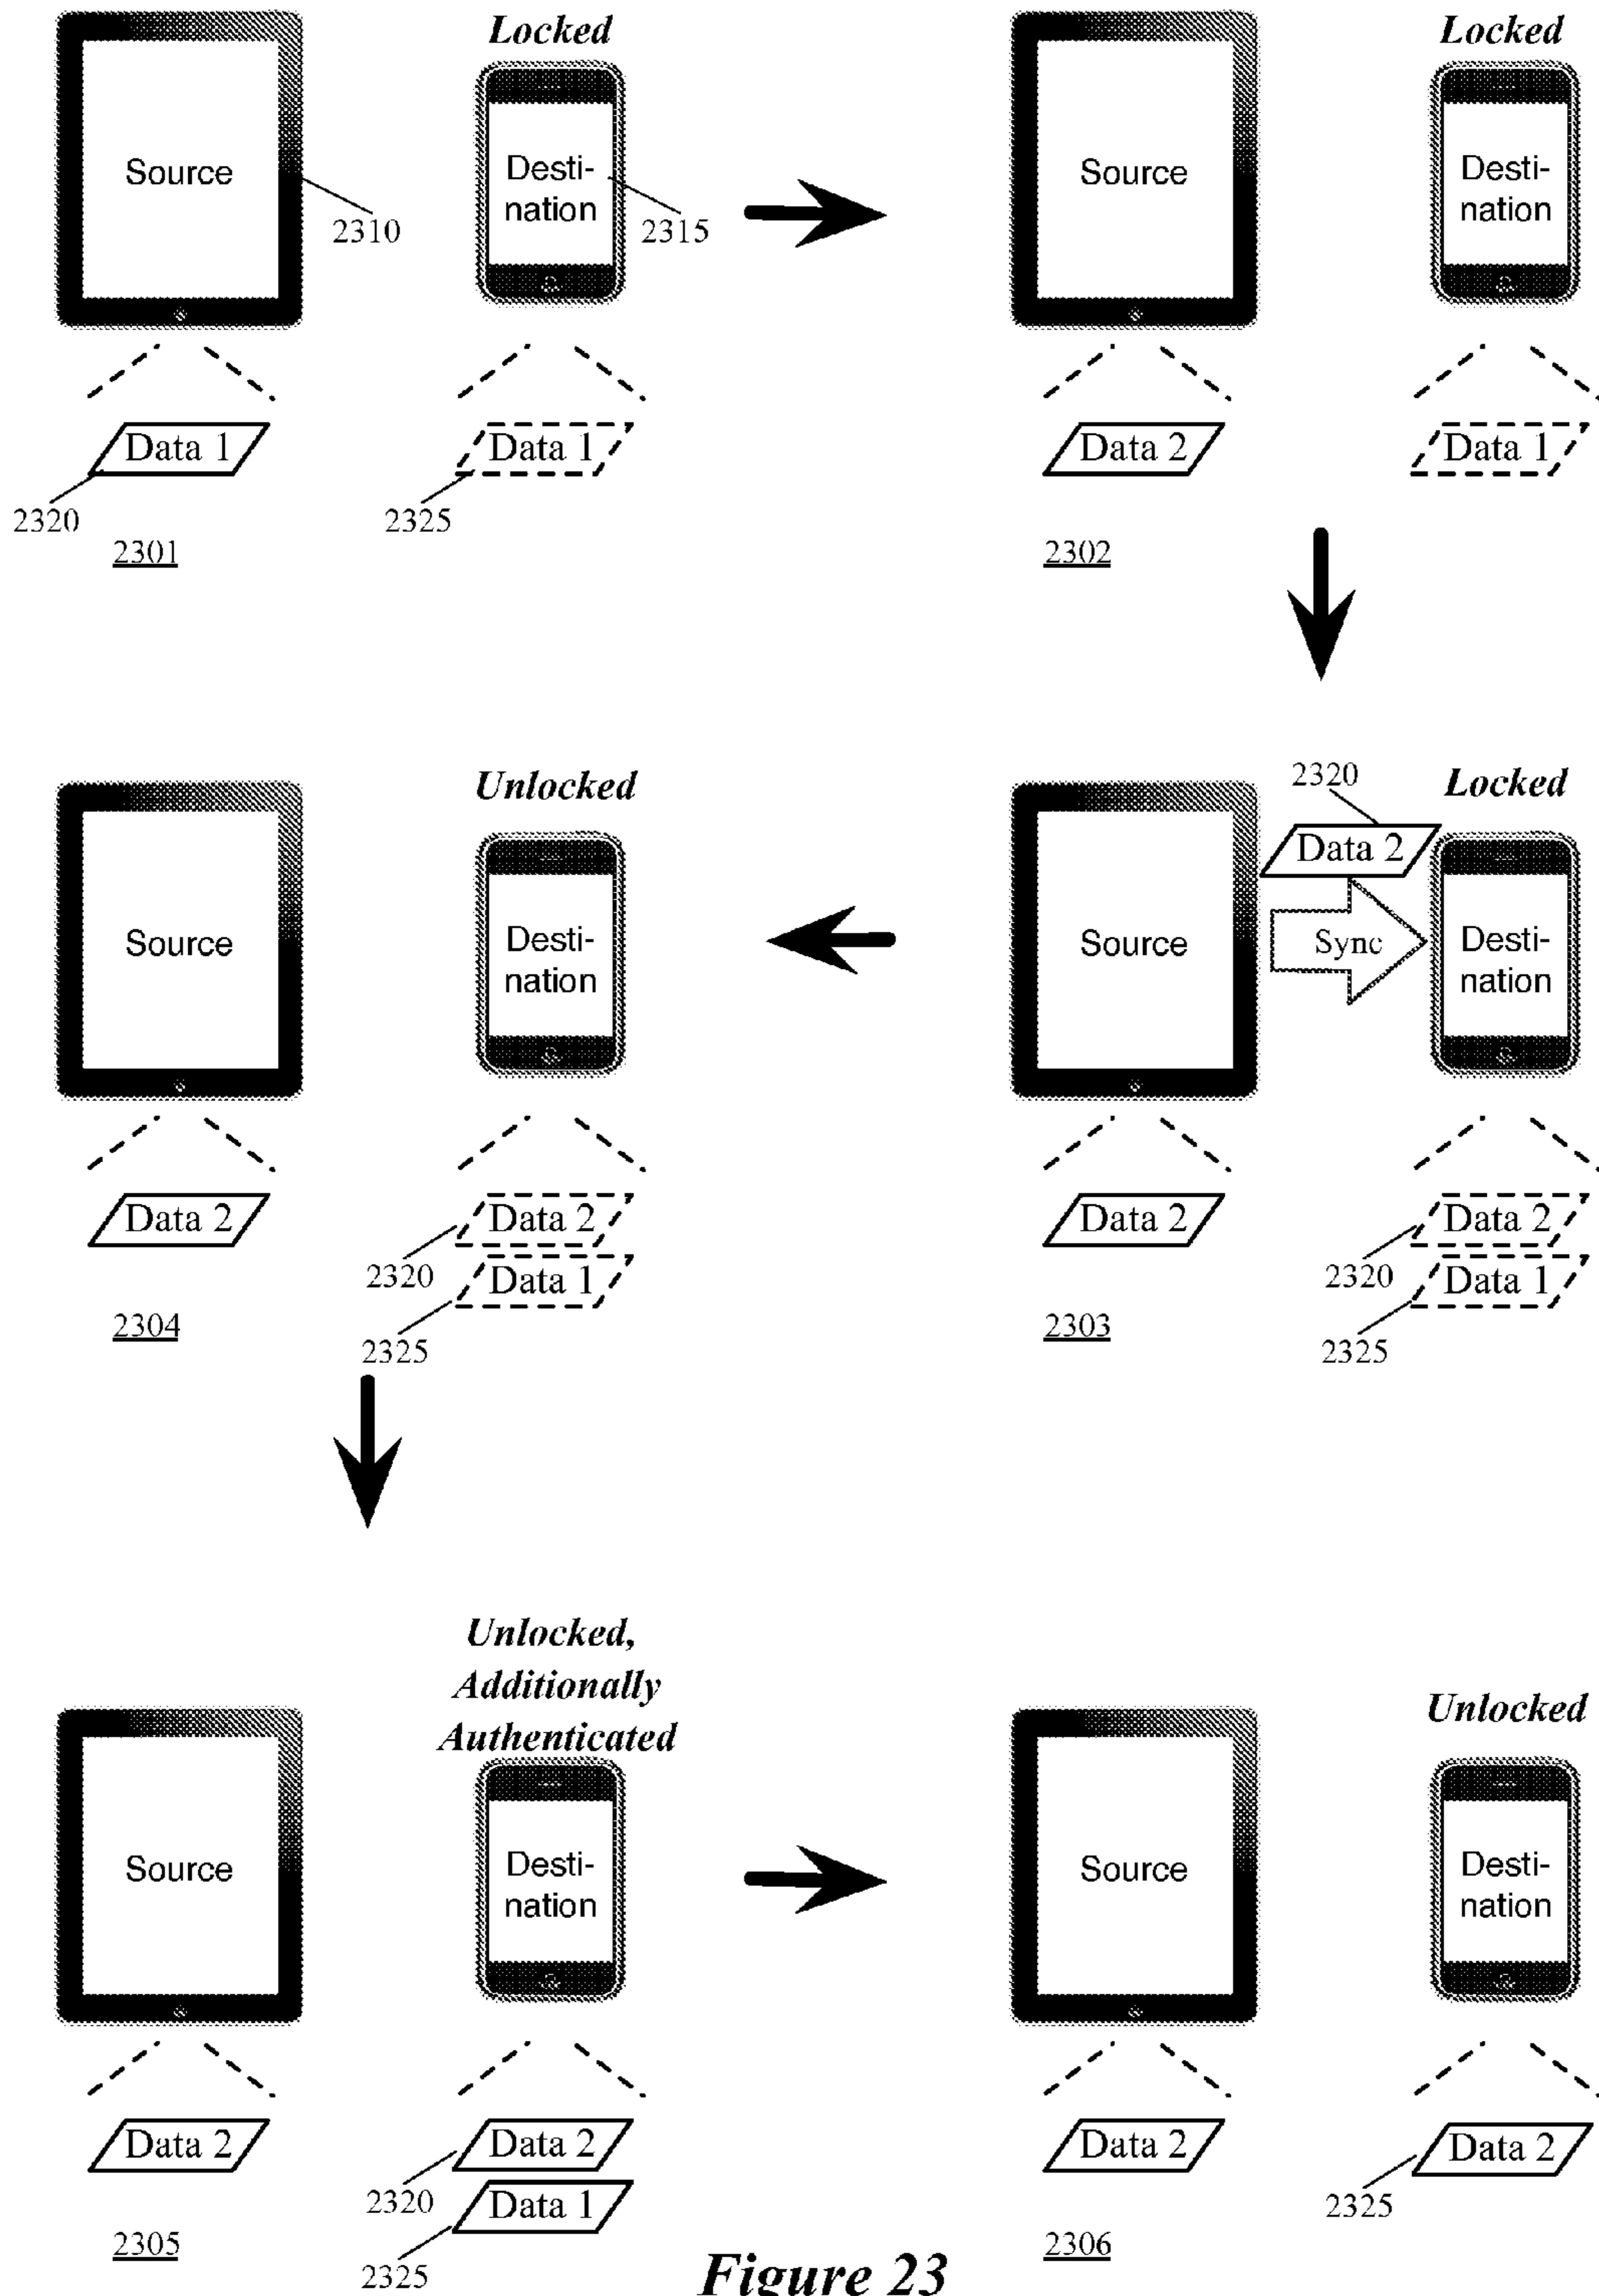 Locked
Source
Desti-
nation
2310
2315
Data 1
Data 1
2320
2325
2301
Locked
Source
Desti-
nation
Data 2
Data 1
2302
2320
Locked
Data 2
Source
Sync
Desti-
nation
Data 2
Data 2
2320
Data 1
2303
2325
Unlocked
Source
Desti-
nation
Data 2
Data 2
2320
Data 1
2304
2325
Unlocked,
Additionally
Authenticated
Source
Desti-
nation
Data 2
Data 2
2320
Data 1
2305
2325
Unlocked
Source
Desti-
nation
Data 2
Data 2
2325
2306
Figure 23